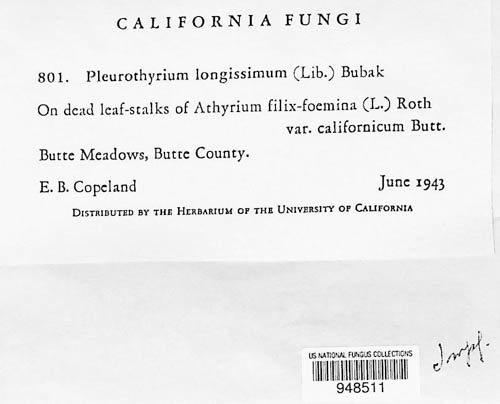 CALIFORNIA FUNGI
801. Pleurothyrium longissimum (Lib.) Bubak
On dead leaf-stalks of Athyrium filix-foemina (L.) Roth
var. californicum Butt.
Butte Meadows, Butte County.
E. B. Copeland June 1943
DISTRIBUTED BY THE HERBARIUM OF THE UNIVERSITY OF CALIFORNIA
US NATIONAL FUNGUS COLLECTIONS
948511